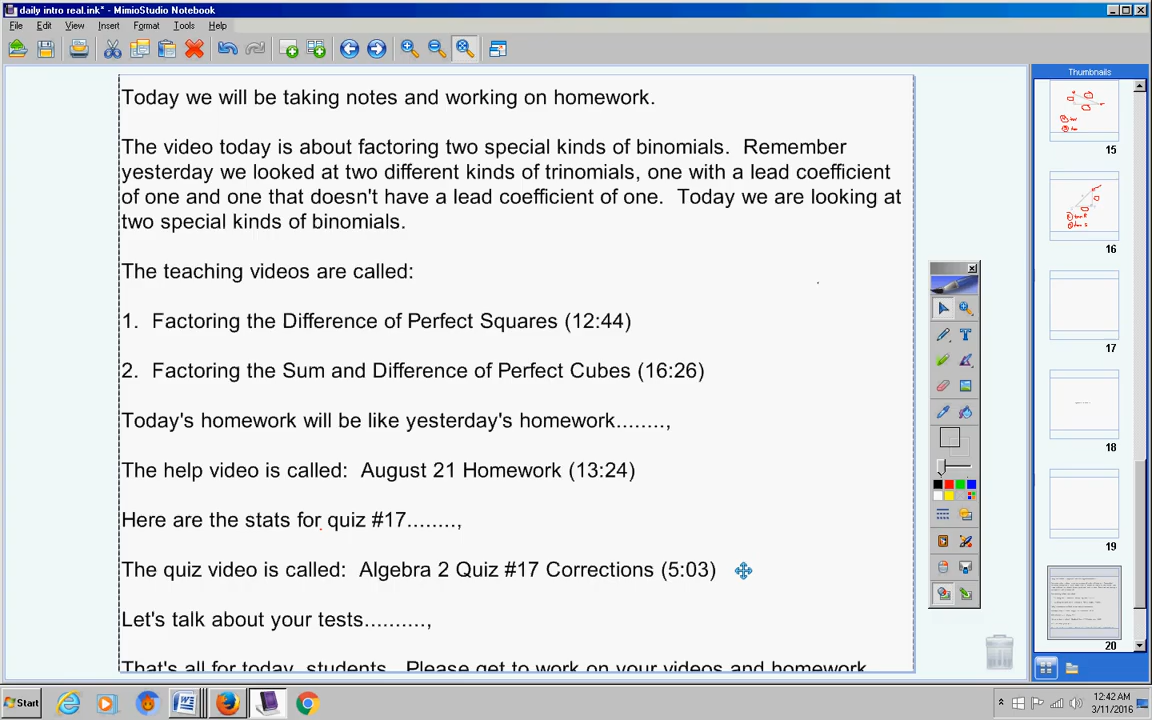 daily intro real.ink* - MimioStudio Notebook
File Edit View Insert Format Tools Help
Today we will be taking notes and working on homework.
The video today is about factoring two special kinds of binomials. Remember
yesterday we looked at two different kinds of trinomials, one with a lead coefficient
of one and one that doesn't have a lead coefficient of one. Today we are looking at
two special kinds of binomials.
The teaching videos are called:
1. Factoring the Difference of Perfect Squares (12:44)
2. Factoring the Sum and Difference of Perfect Cubes (16:26)
Today's homework will be like yesterday's homework........,
The help video is called: August 21 Homework (13:24)
Here are the stats for quiz #17........,
The quiz video is called: Algebra 2 Quiz #17 Corrections (5:03)
Let's talk about your tests..........,
That's all for today, students. Please get to work on your videos and homework
Thumbnails
15
16
17
18
19
20
Start
12:42 AM
3/11/2016